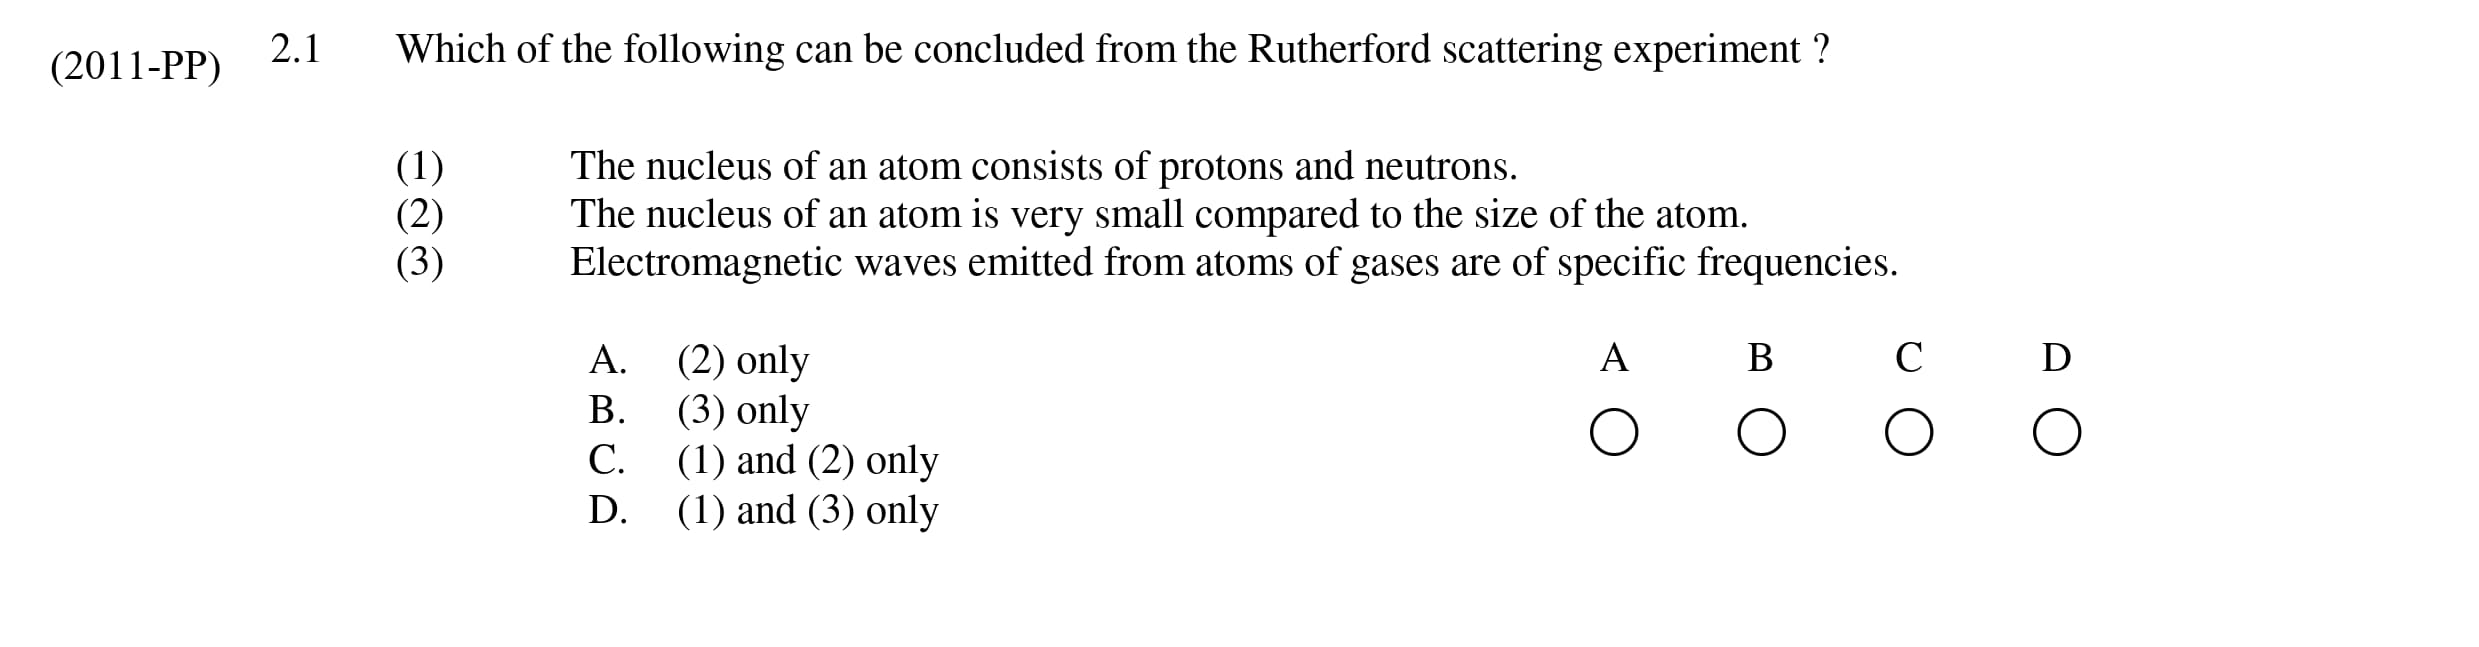 (2011-PP) 2.1 Which of the following can be concluded from the Rutherford scattering experiment ?
(1) The nucleus of an atom consists of protons and neutrons.
(2) The nucleus of an atom is very small compared to the size of the atom.
(3) Electromagnetic waves emitted from atoms of gases are of specific frequencies.
A. (2) only
B. (3) only
C. (1) and (2) only
D. (1) and (3) only
A B C D